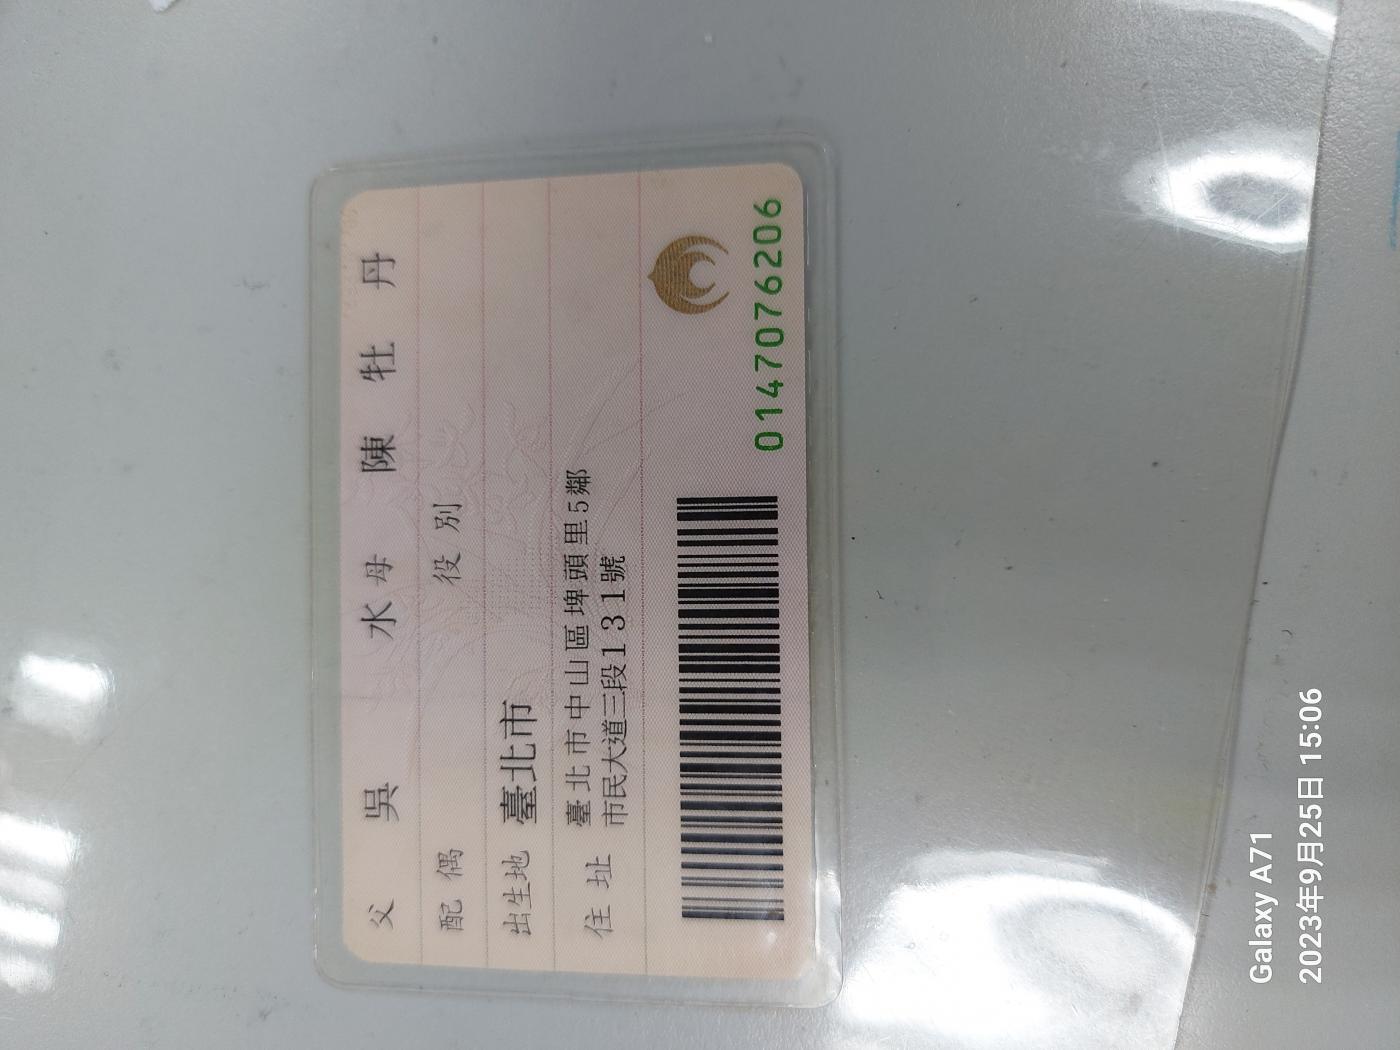 父 吳 水 母 陳 牡 丹
配偶 役別
出生地 臺北市
住址 臺北市中山區埤頭里5鄰
市民大道三段131號
0147076206
Galaxy A71
2023年9月25日 15:06